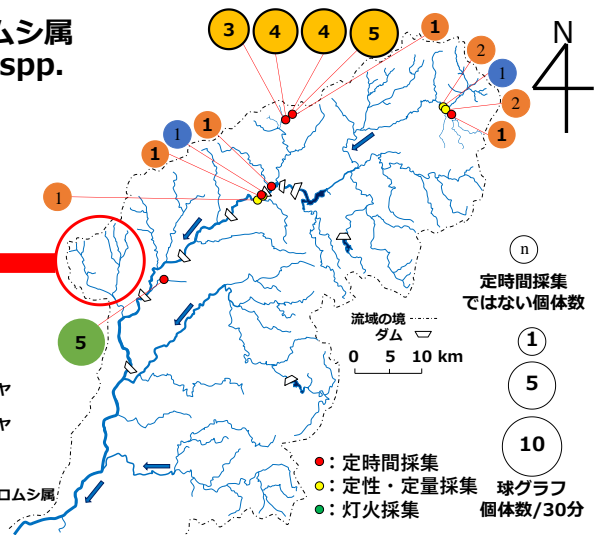 ムシ属
spp.
3
4
4
5
1
2
1
2
1
N
1
1
1
1
5
n
定時間採集
ではない個体数
流域の境
ダム
0 5 10 km
1
5
10
球グラフ
個体数/30分
ヤ
ヤ
ロムシ属
：定時間採集
：定性・定量採集
：灯火採集